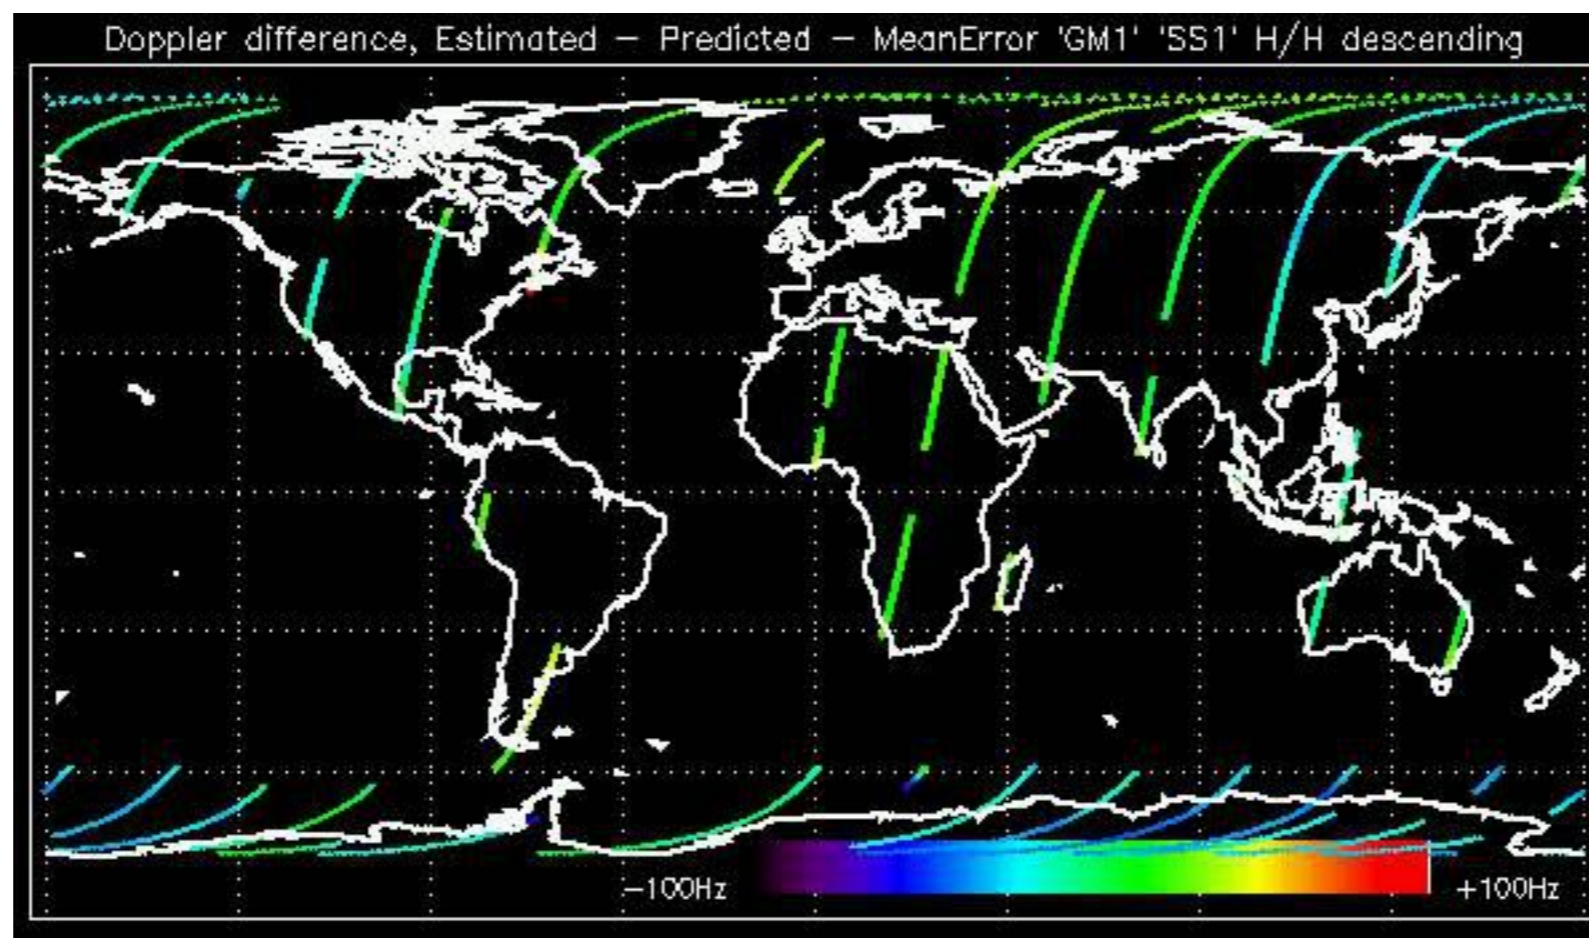 Doppler difference, Estimated – Predicted – MeanError 'GM1' 'SS1' H/H descending
–100Hz
+100Hz